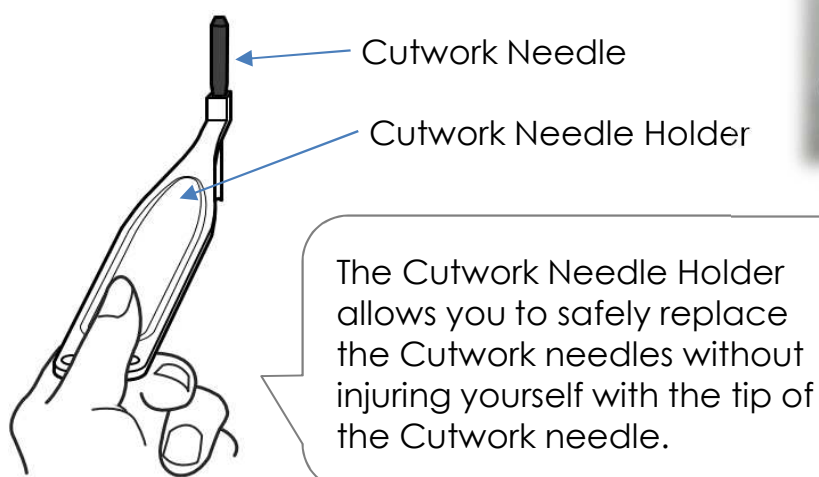 Cutwork Needle
Cutwork Needle Holder
The Cutwork Needle Holder
allows you to safely replace
the Cutwork needles without
injuring yourself with the tip of
the Cutwork needle.